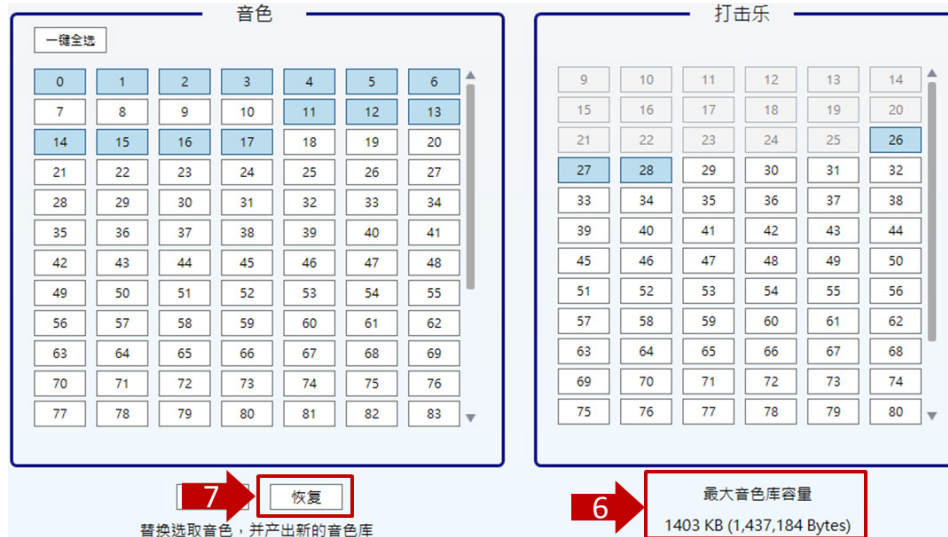 音色
一键全选
0 1 2 3 4 5 6
7 8 9 10 11 12 13
14 15 16 17 18 19 20
21 22 23 24 25 26 27
28 29 30 31 32 33 34
35 36 37 38 39 40 41
42 43 44 45 46 47 48
49 50 51 52 53 54 55
56 57 58 59 60 61 62
63 64 65 66 67 68 69
70 71 72 73 74 75 76
77 78 79 80 81 82 83
打击乐
9 10 11 12 13 14
15 16 17 18 19 20
21 22 23 24 25 26
27 28 29 30 31 32
33 34 35 36 37 38
39 40 41 42 43 44
45 46 47 48 49 50
51 52 53 54 55 56
57 58 59 60 61 62
63 64 65 66 67 68
69 70 71 72 73 74
75 76 77 78 79 80
7 恢复
替换选取音色，并产出新的音色库
6 最大音色库容量
1403 KB (1,437,184 Bytes)